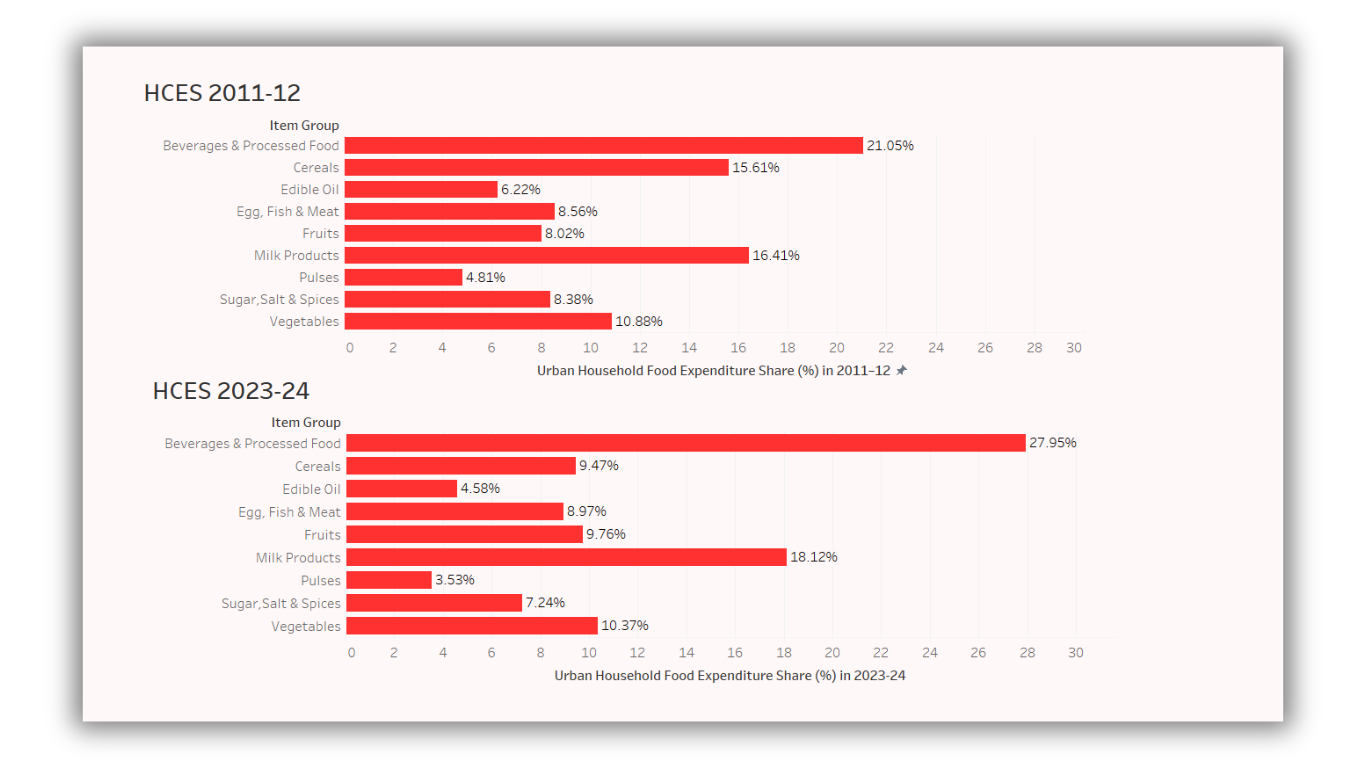 HCES 2011-12
Item Group
Beverages & Processed Food 21.05%
Cereals 15.61%
Edible Oil 6.22%
Egg, Fish & Meat 8.56%
Fruits 8.02%
Milk Products 16.41%
Pulses 4.81%
Sugar,Salt & Spices 8.38%
Vegetables 10.88%
0 2 4 6 8 10 12 14 16 18 20 22 24 26 28 30
Urban Household Food Expenditure Share (%) in 2011–12
HCES 2023-24
Item Group
Beverages & Processed Food 27.95%
Cereals 9.47%
Edible Oil 4.58%
Egg, Fish & Meat 8.97%
Fruits 9.76%
Milk Products 18.12%
Pulses 3.53%
Sugar,Salt & Spices 7.24%
Vegetables 10.37%
0 2 4 6 8 10 12 14 16 18 20 22 24 26 28 30
Urban Household Food Expenditure Share (%) in 2023-24